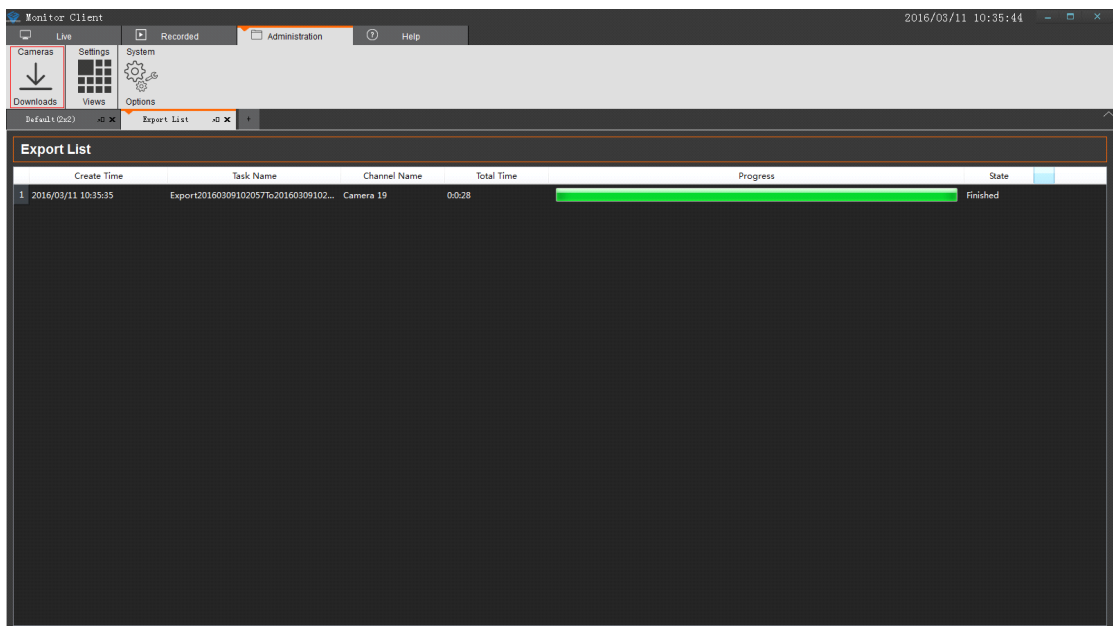 Monitor Client 2016/03/11 10:35:44
Live Recorded Administration Help
Cameras Settings System
Downloads Views Options
Default(2x2) Export List +
Export List
Create Time Task Name Channel Name Total Time Progress State
1 2016/03/11 10:35:35 Export20160309102057To20160309102... Camera 19 0:0:28 Finished